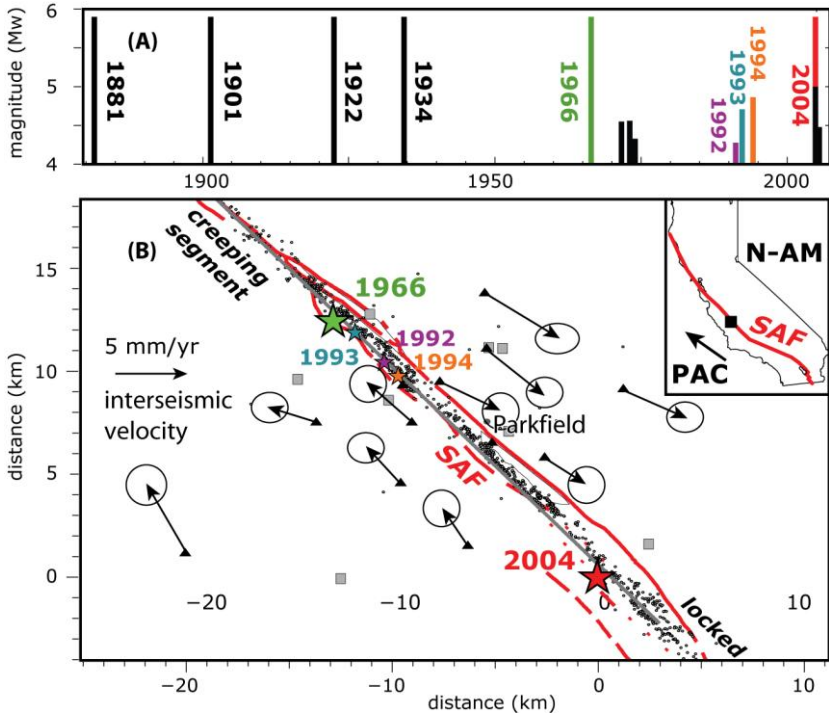 6
5
4
magnitude (Mw)
(A)
1881
1901
1922
1934
1966
1992
1993
1994
2004
1900
1950
2000
(B)
creeping
segment
N-AM
SAF
PAC
15
10
5
0
distance (km)
1966
1992
1993
1994
5 mm/yr
interseismic
velocity
Parkfield
SAF
2004
−20
−10
0
10
locked
−20
−10
0
10
distance (km)